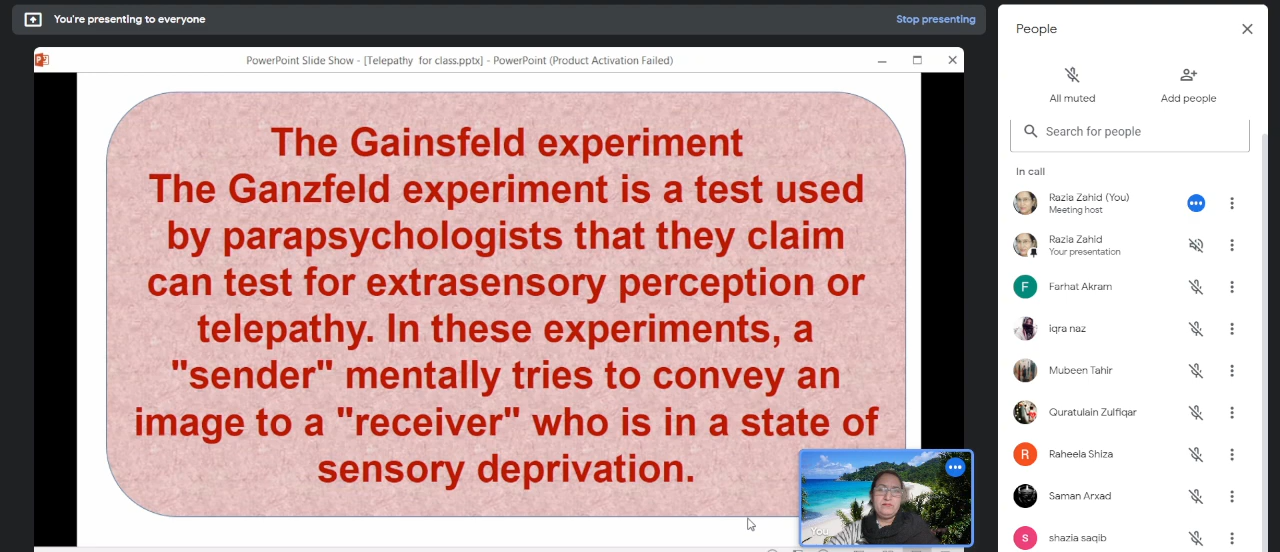 You're presenting to everyone
Stop presenting
PowerPoint Slide Show - [Telepathy for class.pptx] - PowerPoint (Product Activation Failed)
The Gainsfeld experiment
The Ganzfeld experiment is a test used
by parapsychologists that they claim
can test for extrasensory perception or
telepathy. In these experiments, a
"sender" mentally tries to convey an
image to a "receiver" who is in a state of
sensory deprivation.
You
People
All muted
Add people
Search for people
In call
Razia Zahid (You)
Meeting host
Razia Zahid
Your presentation
F
Farhat Akram
iqra naz
Mubeen Tahir
Quratulain Zulfiqar
R
Raheela Shiza
Saman Arxad
s
shazia saqib